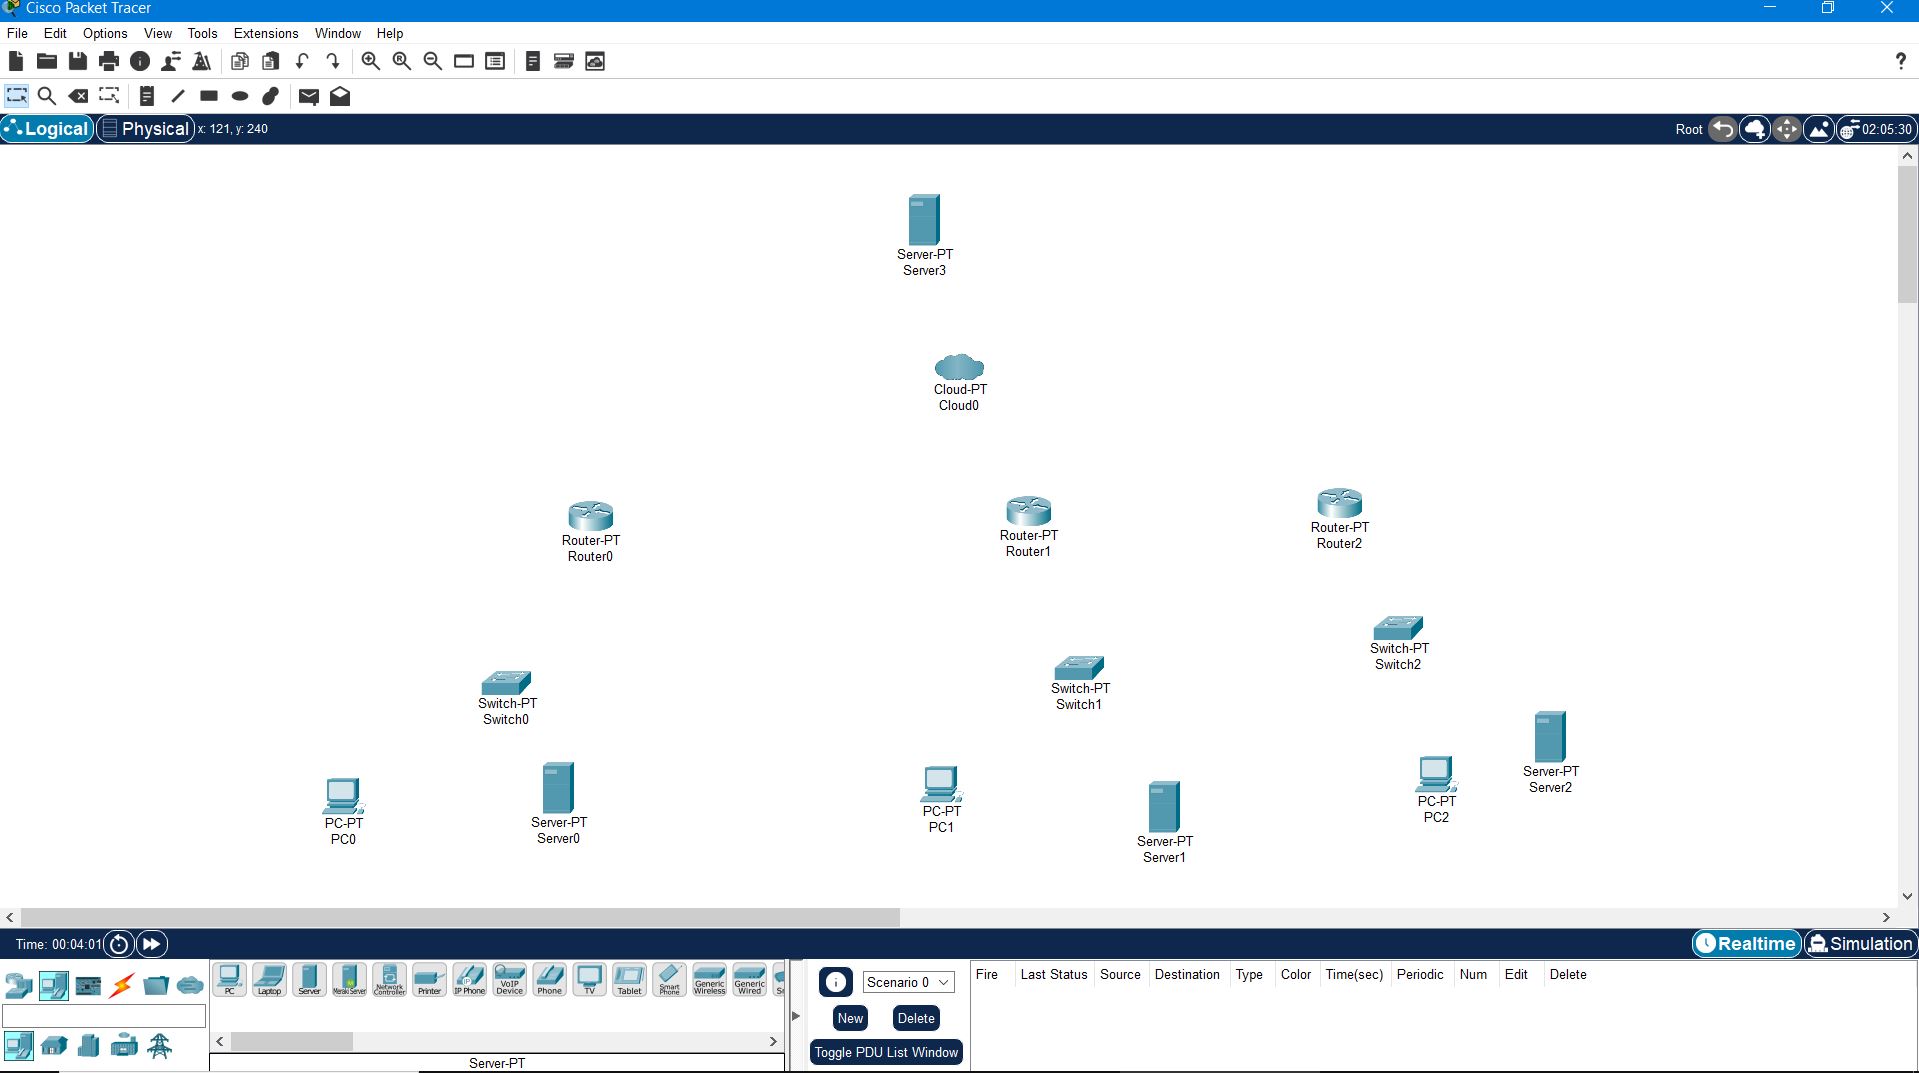 Cisco Packet Tracer
File Edit Options View Tools Extensions Window Help
?
Logical Physical x: 121, y: 240 Root 02:05:30
Server-PT
Server3
Cloud-PT
Cloud0
Router-PT
Router0
Router-PT
Router1
Router-PT
Router2
Switch-PT
Switch0
Switch-PT
Switch1
Switch-PT
Switch2
PC-PT
PC0
Server-PT
Server0
PC-PT
PC1
Server-PT
Server1
PC-PT
PC2
Server-PT
Server2
Time: 00:04:01 Realtime Simulation
PC Laptop Server Meraki Server Network Controller Printer IP Phone VoIP Device Phone TV Tablet Smart Phone Generic Wireless Generic Wired
Server-PT
Scenario 0
New Delete
Toggle PDU List Window
Fire Last Status Source Destination Type Color Time(sec) Periodic Num Edit Delete